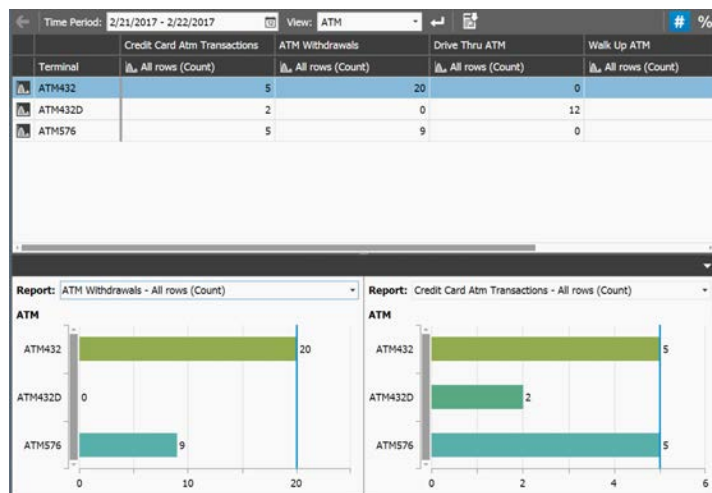 Time Period: 2/21/2017 - 2/22/2017 View: ATM # %
Credit Card Atm Transactions ATM Withdrawals Drive Thru ATM Walk Up ATM
Terminal All rows (Count) All rows (Count) All rows (Count) All rows (Count)
ATM432 5 20 0
ATM432D 2 0 12
ATM576 5 9 0
Report: ATM Withdrawals - All rows (Count)
ATM
ATM432 20
ATM432D 0
ATM576 9
0 10 20
Report: Credit Card Atm Transactions - All rows (Count)
ATM
ATM432 5
ATM432D 2
ATM576 5
0 2 4 6